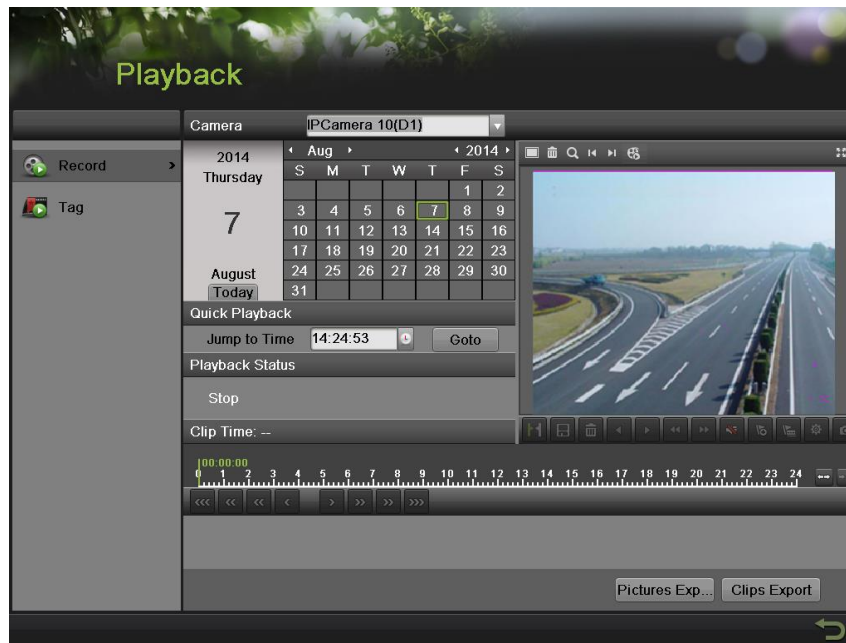 Playback
Camera IPCamera 10(D1)
Record
Tag
2014
Thursday
7
August
Today
Aug 2014
S M T W T F S
1 2
3 4 5 6 7 8 9
10 11 12 13 14 15 16
17 18 19 20 21 22 23
24 25 26 27 28 29 30
31
Quick Playback
Jump to Time 14:24:53 Goto
Playback Status
Stop
Clip Time: --
00:00:00
0 1 2 3 4 5 6 7 8 9 10 11 12 13 14 15 16 17 18 19 20 21 22 23 24
Pictures Exp... Clips Export